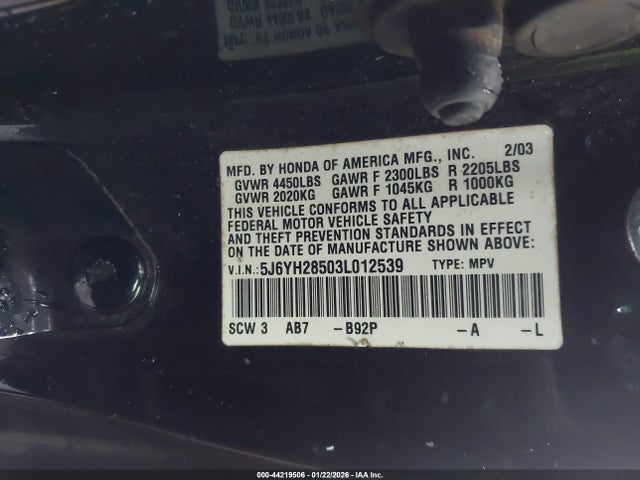 MFD. BY HONDA OF AMERICA MFG., INC. 2/03
GVWR 4450LBS GAWR F 2300LBS R 2205LBS
GVWR 2020KG GAWR F 1045KG R 1000KG
THIS VEHICLE CONFORMS TO ALL APPLICABLE
FEDERAL MOTOR VEHICLE SAFETY
AND THEFT PREVENTION STANDARDS IN EFFECT
ON THE DATE OF MANUFACTURE SHOWN ABOVE:
V.I.N.: 5J6YH28503L012539 TYPE: MPV
SCW 3 AB7 -B92P -A -L
000-44219506 - 01/22/2026 - IAA Inc.